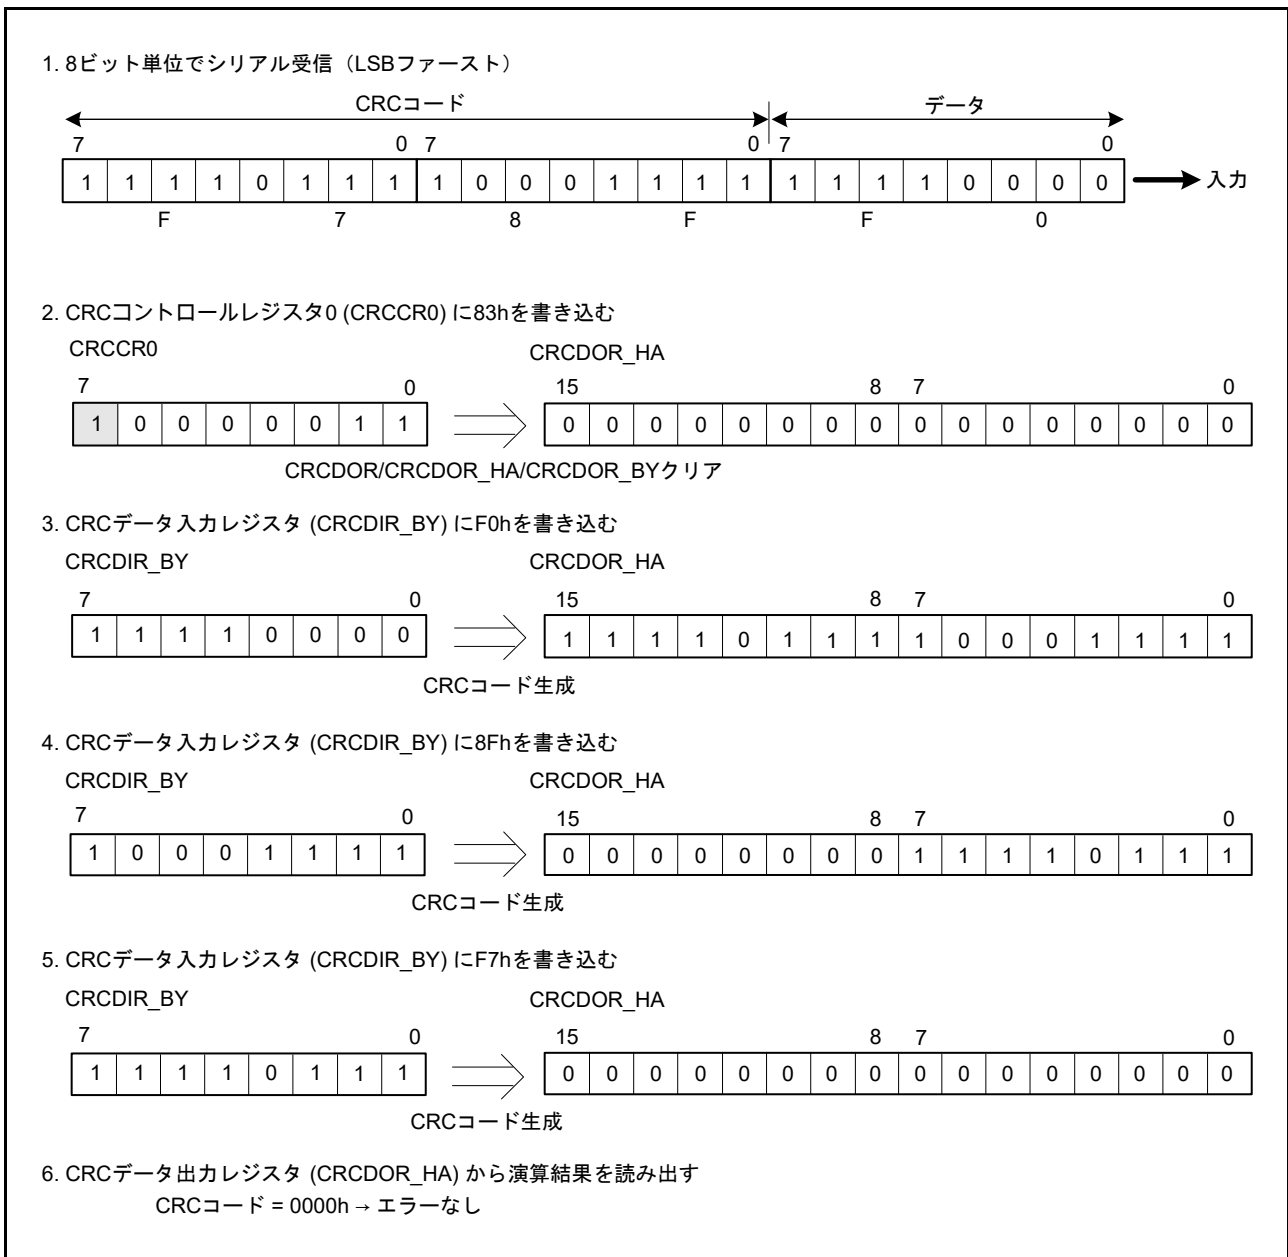 1. 8ビット単位でシリアル受信（LSBファースト）
CRCコード データ
7 0 7 0 7 0
1 1 1 1 0 1 1 1 1 0 0 0 1 1 1 1 1 1 1 1 0 0 0 0 入力
F 7 8 F F 0
2. CRCコントロールレジスタ0 (CRCCR0) に83hを書き込む
CRCCR0 CRCDOR_HA
7 0 15 8 7 0
1 0 0 0 0 0 1 1 0 0 0 0 0 0 0 0 0 0 0 0 0 0 0 0
CRCDOR/CRCDOR_HA/CRCDOR_BYクリア
3. CRCデータ入力レジスタ (CRCDIR_BY) にF0hを書き込む
CRCDIR_BY CRCDOR_HA
7 0 15 8 7 0
1 1 1 1 0 0 0 0 1 1 1 1 0 1 1 1 1 0 0 0 1 1 1 1
CRCコード生成
4. CRCデータ入力レジスタ (CRCDIR_BY) に8Fhを書き込む
CRCDIR_BY CRCDOR_HA
7 0 15 8 7 0
1 0 0 0 1 1 1 1 0 0 0 0 0 0 0 0 1 1 1 1 0 1 1 1
CRCコード生成
5. CRCデータ入力レジスタ (CRCDIR_BY) にF7hを書き込む
CRCDIR_BY CRCDOR_HA
7 0 15 8 7 0
1 1 1 1 0 1 1 1 0 0 0 0 0 0 0 0 0 0 0 0 0 0 0 0
CRCコード生成
6. CRCデータ出力レジスタ (CRCDOR_HA) から演算結果を読み出す
CRCコード = 0000h → エラーなし